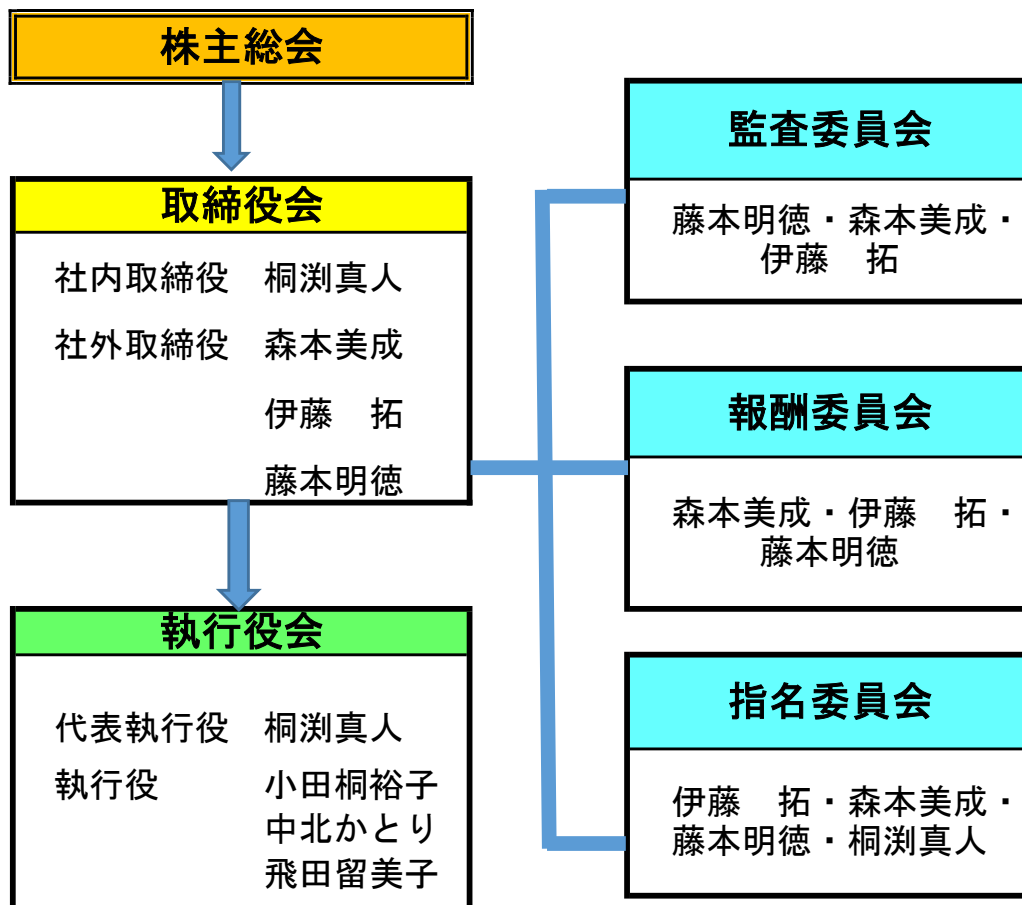 株主総会
取締役会
社内取締役　桐渕真人
社外取締役　森本美成
伊藤　拓
藤本明徳
執行役会
代表執行役　桐渕真人
執行役　小田桐裕子
中北かとり
飛田留美子
監査委員会
藤本明徳・森本美成・
伊藤　拓
報酬委員会
森本美成・伊藤　拓・
藤本明徳
指名委員会
伊藤　拓・森本美成・
藤本明徳・桐渕真人